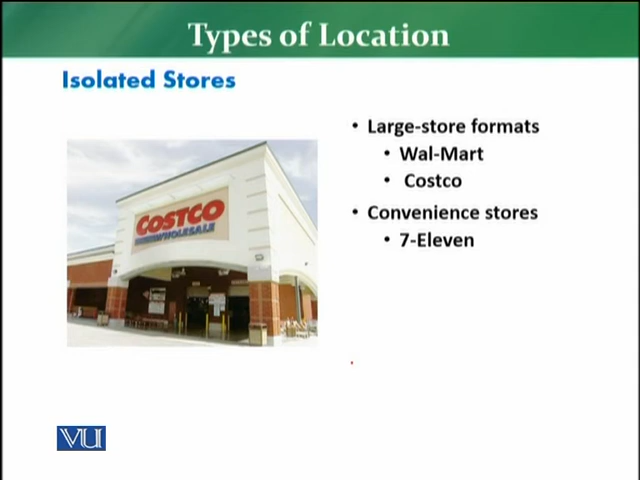 Types of Location
Isolated Stores
• Large-store formats
• Wal-Mart
• Costco
• Convenience stores
• 7-Eleven
COSTCO
WHOLESALE
VU